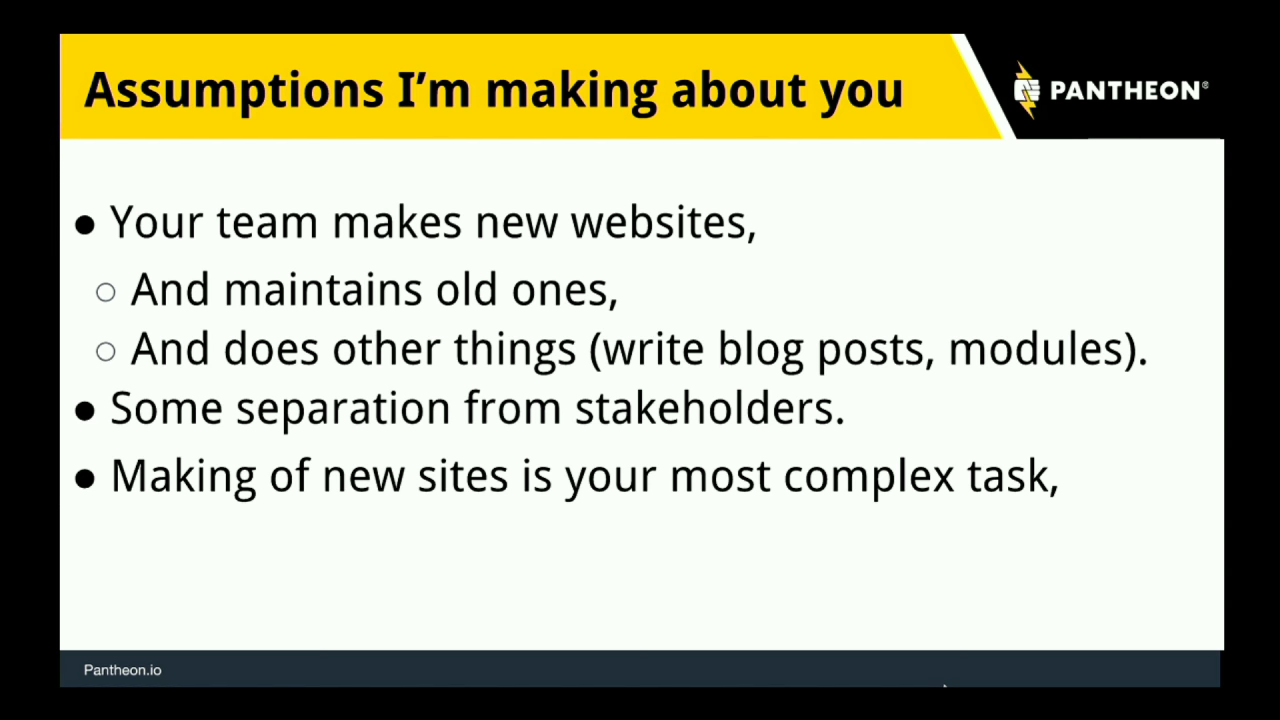 Assumptions I’m making about you
PANTHEON®
● Your team makes new websites,
○ And maintains old ones,
○ And does other things (write blog posts, modules).
● Some separation from stakeholders.
● Making of new sites is your most complex task,
Pantheon.io